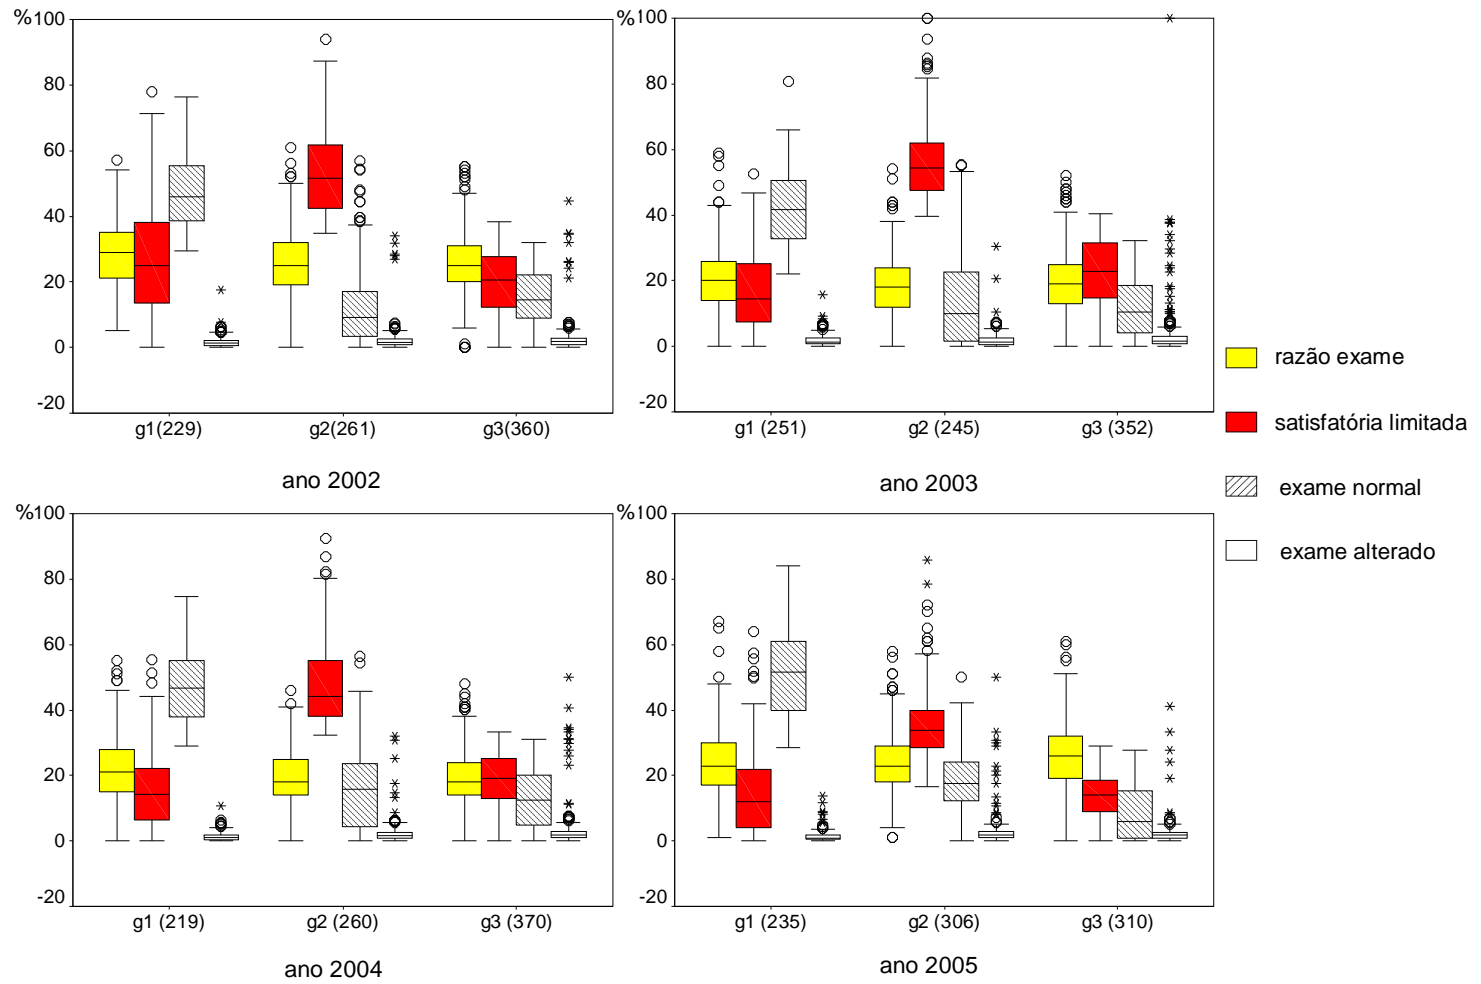 %100
80
60
40
20
0
-20
g1(229) g2(261) g3(360)
ano 2002
%100
80
60
40
20
0
-20
g1 (251) g2 (245) g3 (352)
ano 2003
razão exame
satisfatória limitada
exame normal
exame alterado
%100
80
60
40
20
0
-20
g1 (219) g2 (260) g3 (370)
ano 2004
%100
80
60
40
20
0
-20
g1 (235) g2 (306) g3 (310)
ano 2005